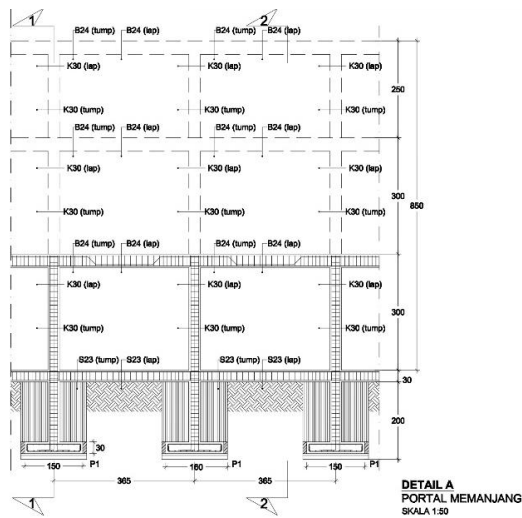 1
2
B24 (tump) B24 (lap) B24 (tump) B24 (lap)
K30 (lap) K30 (lap) K30 (lap)
250
K30 (tump) K30 (tump) K30 (tump)
B24 (tump) B24 (lap) B24 (tump) B24 (lap)
K30 (lap) K30 (lap) K30 (lap)
300
850
K30 (tump) K30 (tump) K30 (tump)
B24 (tump) B24 (lap) B24 (tump) B24 (lap)
K30 (lap) K30 (lap) K30 (lap)
300
K30 (tump) K30 (tump) K30 (tump)
S23 (tump) S23 (lap) S23 (tump) S23 (lap)
30
200
30
150 P1 160 P1 150 P1
365 365
1
2
DETAIL A
PORTAL MEMANJANG
SKALA 1:50